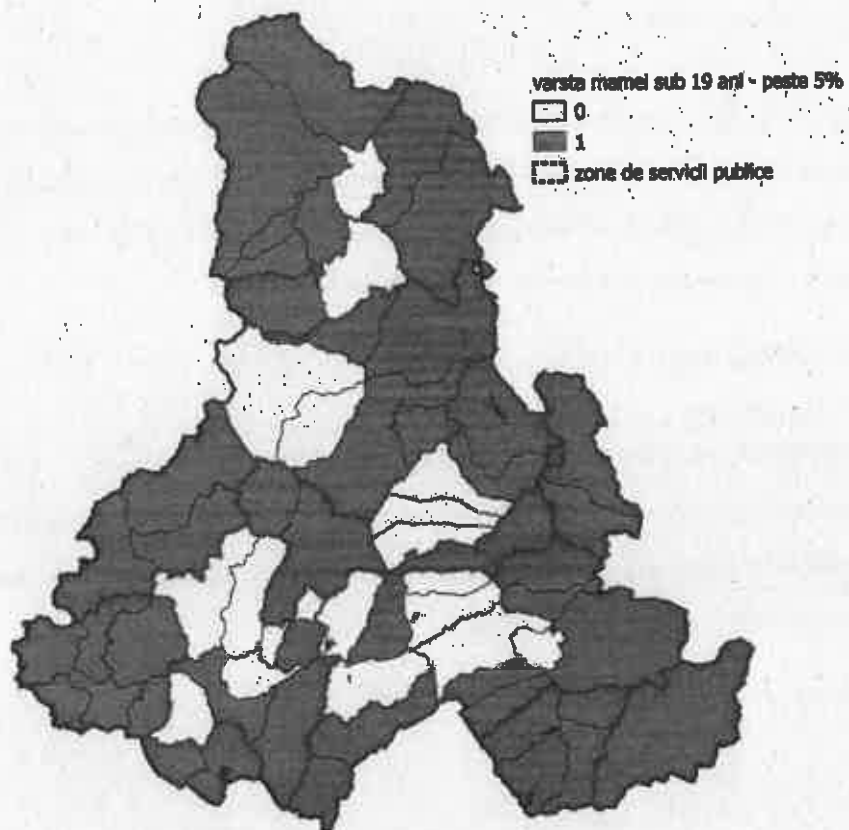 varsta mamei sub 19 ani - peste 5%
0
1
zone de servicii publice